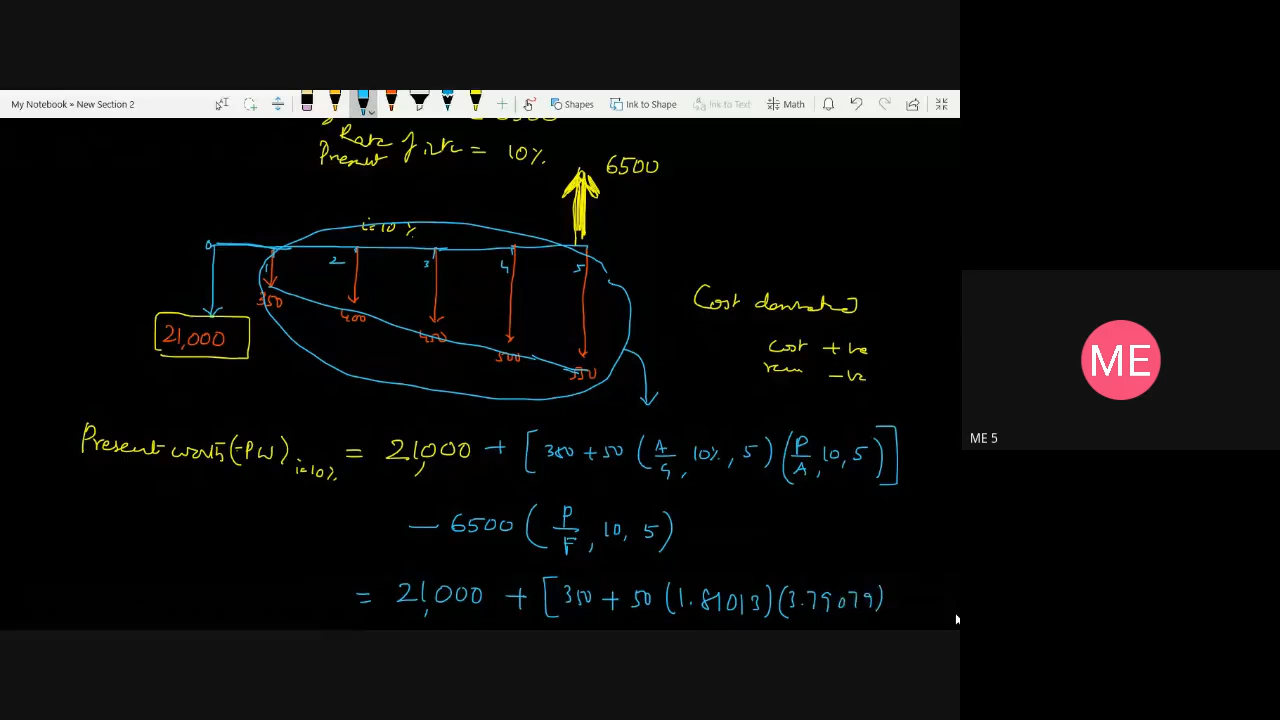 My Notebook » New Section 2
Shapes
Ink to Shape
Ink to Text
Math
Rate of = 10%
Present
6500
i=10%
0 1 2 3 4 5
350
400
450
500
550
21,000
Cost
Cost +ve
-ve
Present worth (-PW) i=10% = 21,000 + [350 + 50 (A/G, 10%, 5) (P/A, 10, 5)]
— 6500 (P/F, 10, 5)
= 21,000 + [350 + 50 (1.81013) (3.79079)
ME
ME 5